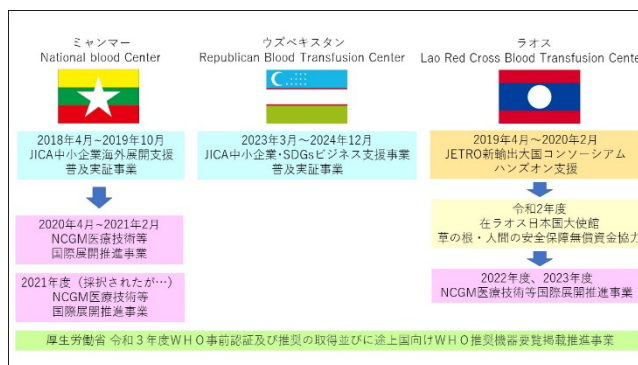 ミャンマー
National blood Center
2018年4月~2019年10月
JICA中小企業海外展開支援
普及実証事業
2020年4月~2021年2月
NCGM医療技術等
国際展開推進事業
2021年度(採択されたが…)
NCGM医療技術等
国際展開推進事業
ウズベキスタン
Republican Blood Transfusion Center
2023年3月~2024年12月
JICA中小企業・SDGsビジネス支援事業
普及実証事業
ラオス
Lao Red Cross Blood Transfusion Center
2019年4月~2020年2月
JETRO新輸出大国コンソーシアム
ハンズオン支援
令和2年度
在ラオス日本国大使館
草の根・人間の安全保障無償資金協力
2022年度、2023年度
NCGM医療技術等国際展開推進事業
厚生労働省 令和3年度WHO事前認証及び推奨の取得並びに途上国向けWHO推奨機器要覧掲載推進事業